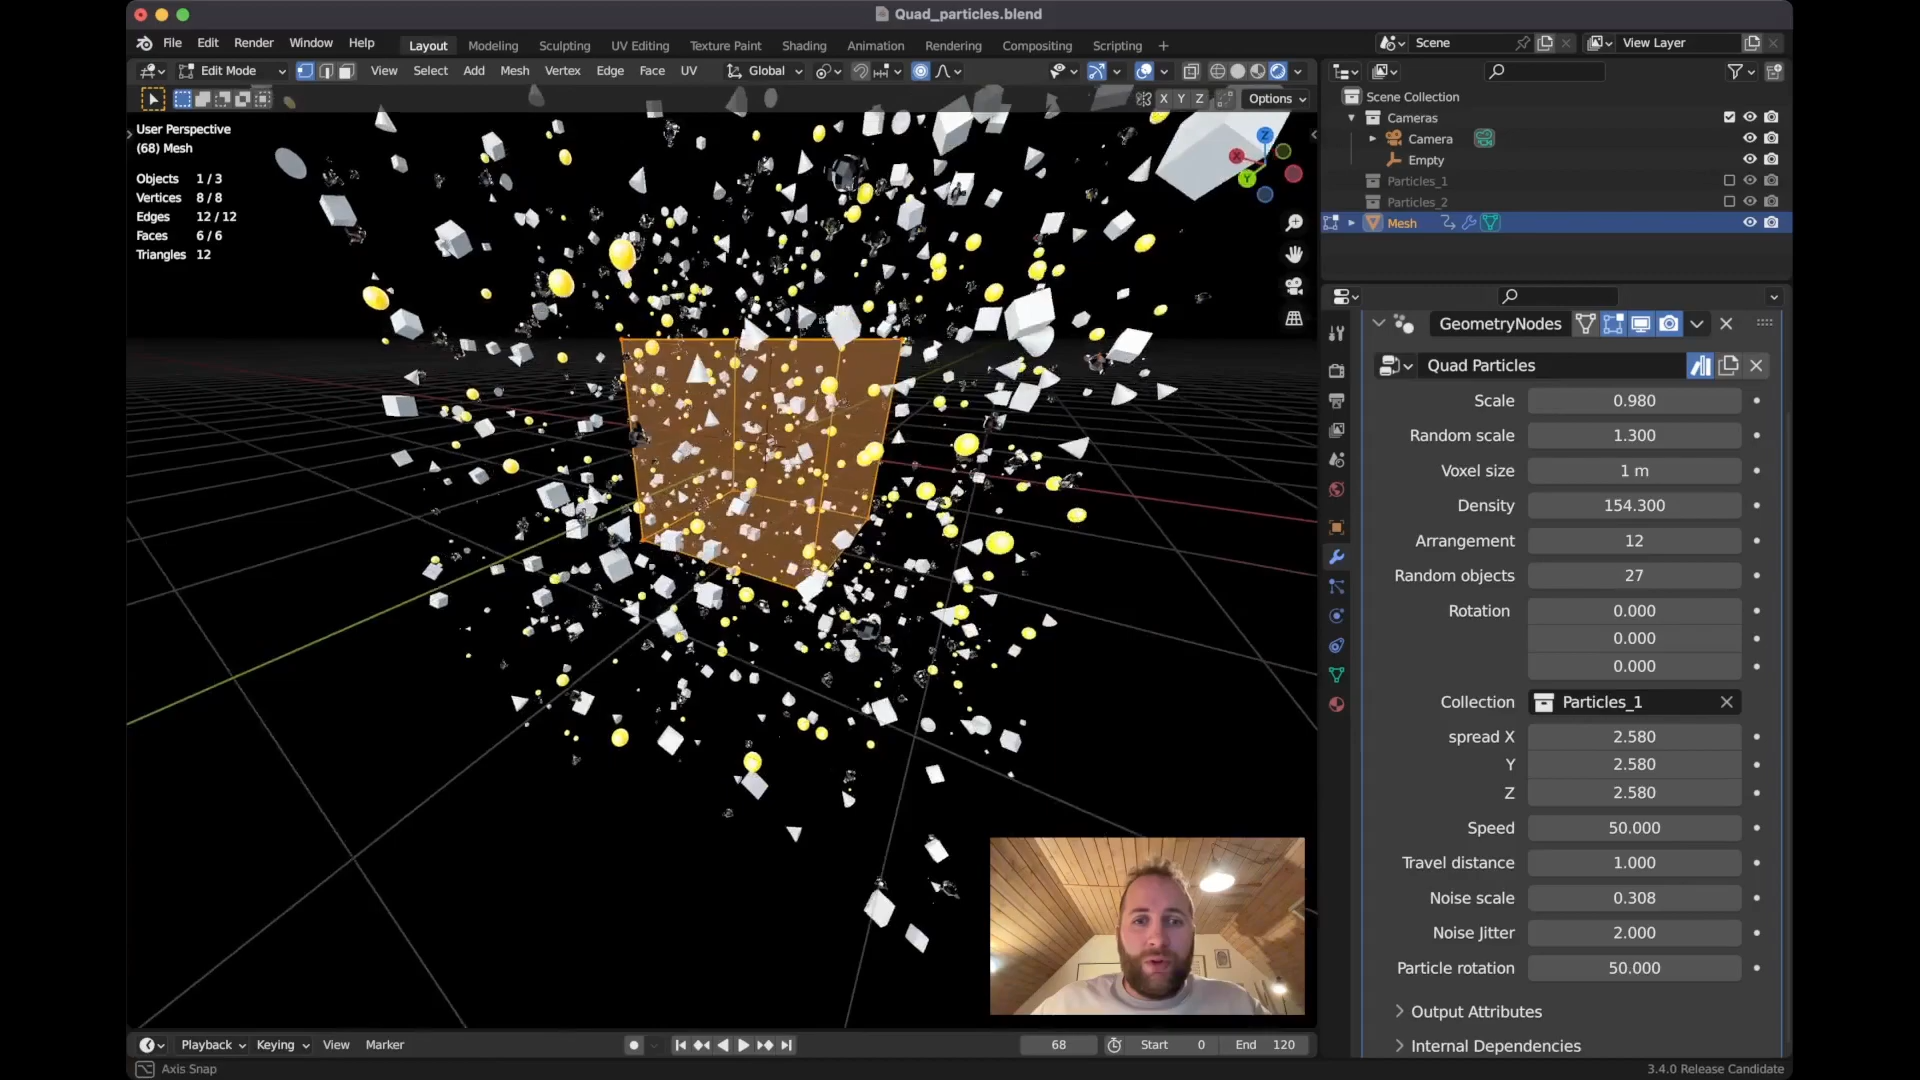 Quad_particles.blend
File Edit Render Window Help Layout Modeling Sculpting UV Editing Texture Paint Shading Animation Rendering Compositing Scripting +
Scene View Layer
Edit Mode View Select Add Mesh Vertex Edge Face UV Global
X Y Z Options
User Perspective
(68) Mesh
Objects 1 / 3
Vertices 8 / 8
Edges 12 / 12
Faces 6 / 6
Triangles 12
Z
X
Y
Scene Collection
Cameras
Camera
Empty
Particles_1
Particles_2
Mesh
GeometryNodes
Quad Particles
Scale 0.980
Random scale 1.300
Voxel size 1 m
Density 154.300
Arrangement 12
Random objects 27
Rotation 0.000
0.000
0.000
Collection Particles_1
spread X 2.580
Y 2.580
Z 2.580
Speed 50.000
Travel distance 1.000
Noise scale 0.308
Noise Jitter 2.000
Particle rotation 50.000
Output Attributes
Internal Dependencies
Playback Keying View Marker 68 Start 0 End 120
Axis Snap 3.4.0 Release Candidate